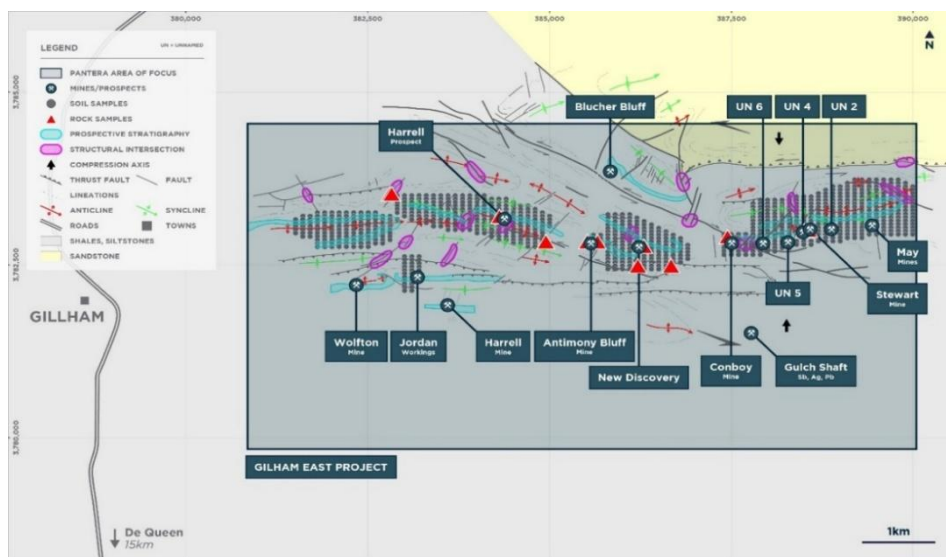 380,000
382,500
385,000
387,500
390,000
3,785,000
3,782,500
3,780,000
N
LEGEND
UN = UNNAMED
PANTERA AREA OF FOCUS
MINES/PROSPECTS
SOIL SAMPLES
ROCK SAMPLES
PROSPECTIVE STRATIGRAPHY
STRUCTURAL INTERSECTION
COMPRESSION AXIS
THRUST FAULT
FAULT
LINEATIONS
ANTICLINE
SYNCLINE
ROADS
TOWNS
SHALES, SILTSTONES
SANDSTONE
Blucher Bluff
UN 6
UN 4
UN 2
Harrell
Prospect
May
Mines
GILLHAM
UN 5
Stewart
Mine
Wolfton
Mine
Jordan
Workings
Harrell
Mine
Antimony Bluff
Mine
New Discovery
Conboy
Mine
Gulch Shaft
Sb, Ag, Pb
GILHAM EAST PROJECT
De Queen
15km
1km